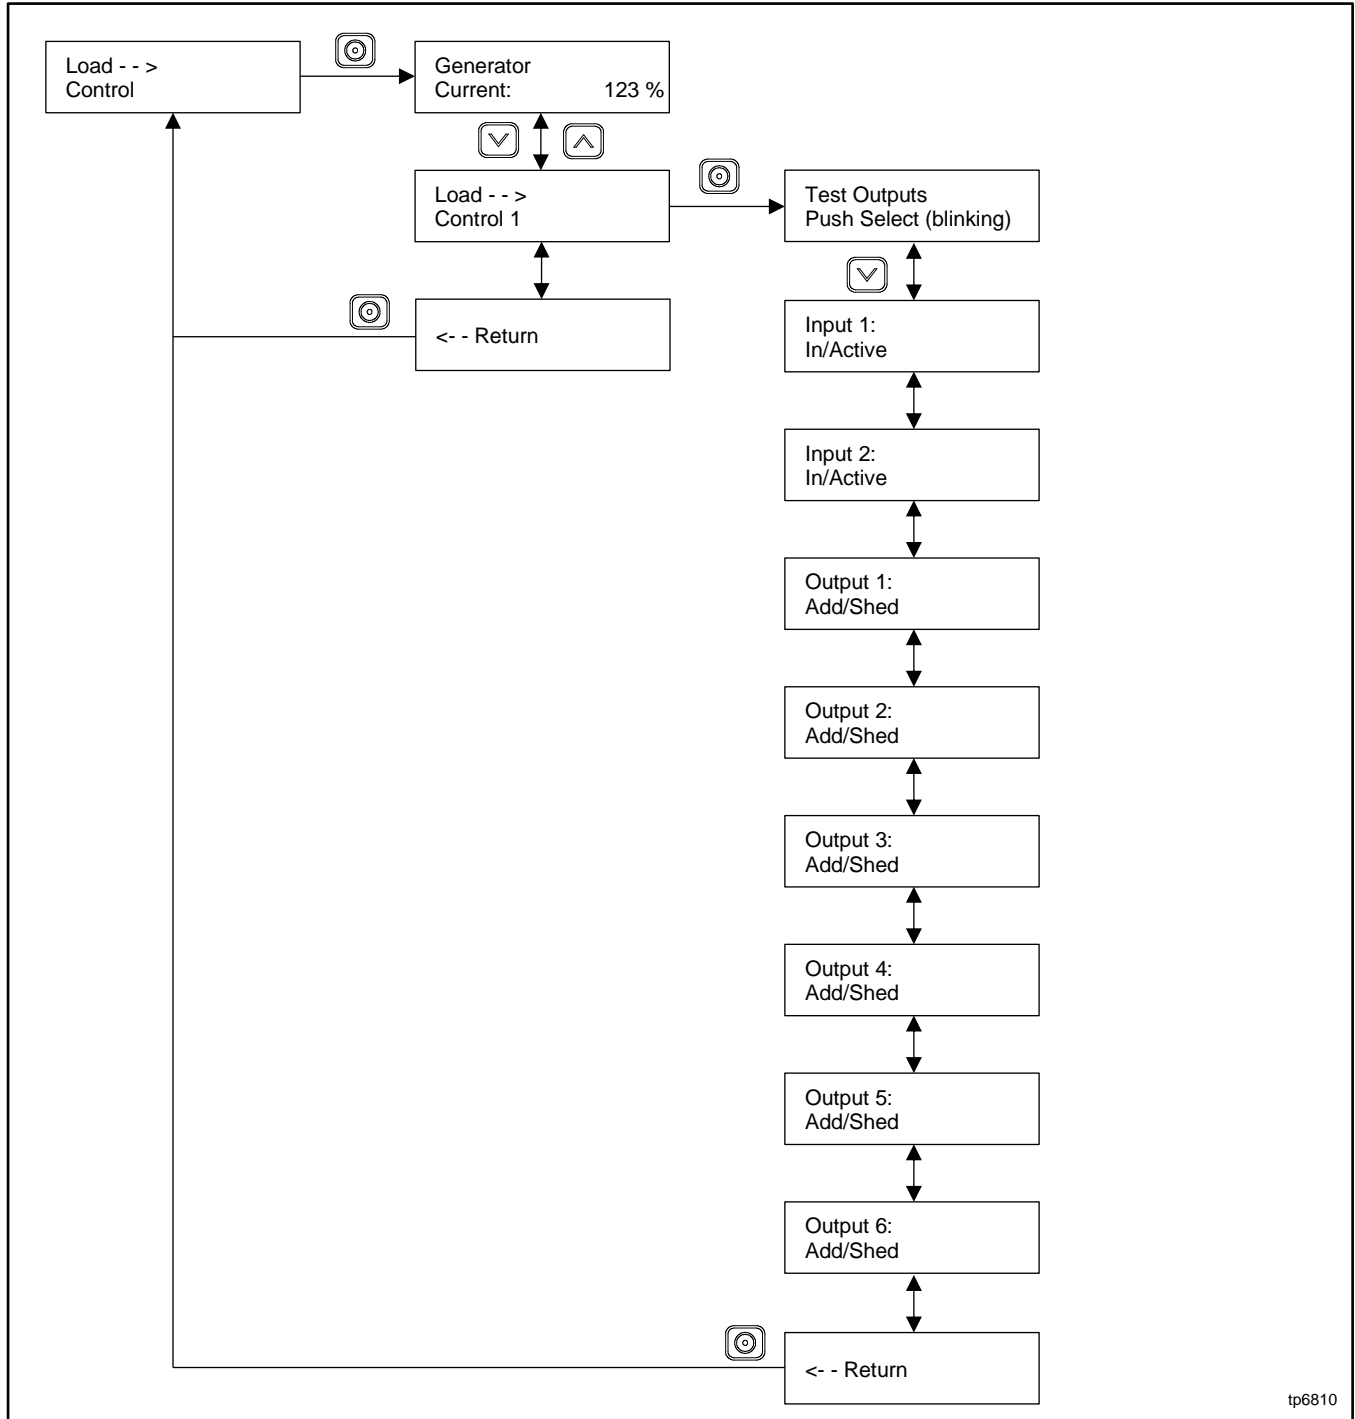 Load - - >
Control
Generator
Current: 123 %
Load - - >
Control 1
<- - Return
Test Outputs
Push Select (blinking)
Input 1:
In/Active
Input 2:
In/Active
Output 1:
Add/Shed
Output 2:
Add/Shed
Output 3:
Add/Shed
Output 4:
Add/Shed
Output 5:
Add/Shed
Output 6:
Add/Shed
<- - Return
tp6810